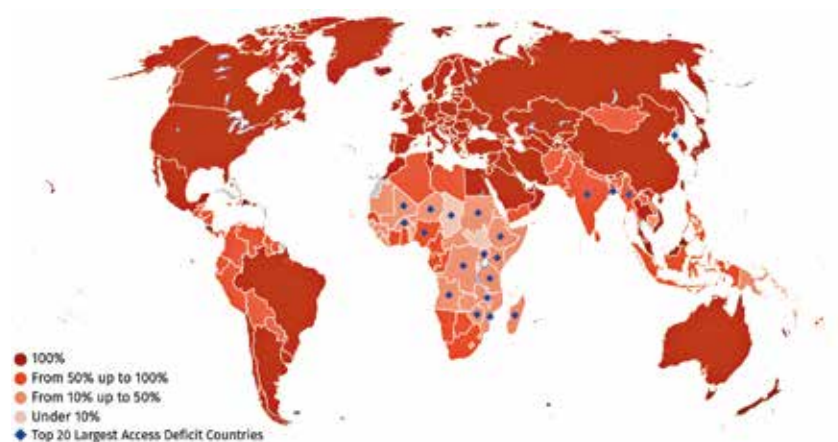 100%
From 50% up to 100%
From 10% up to 50%
Under 10%
Top 20 Largest Access Deficit Countries